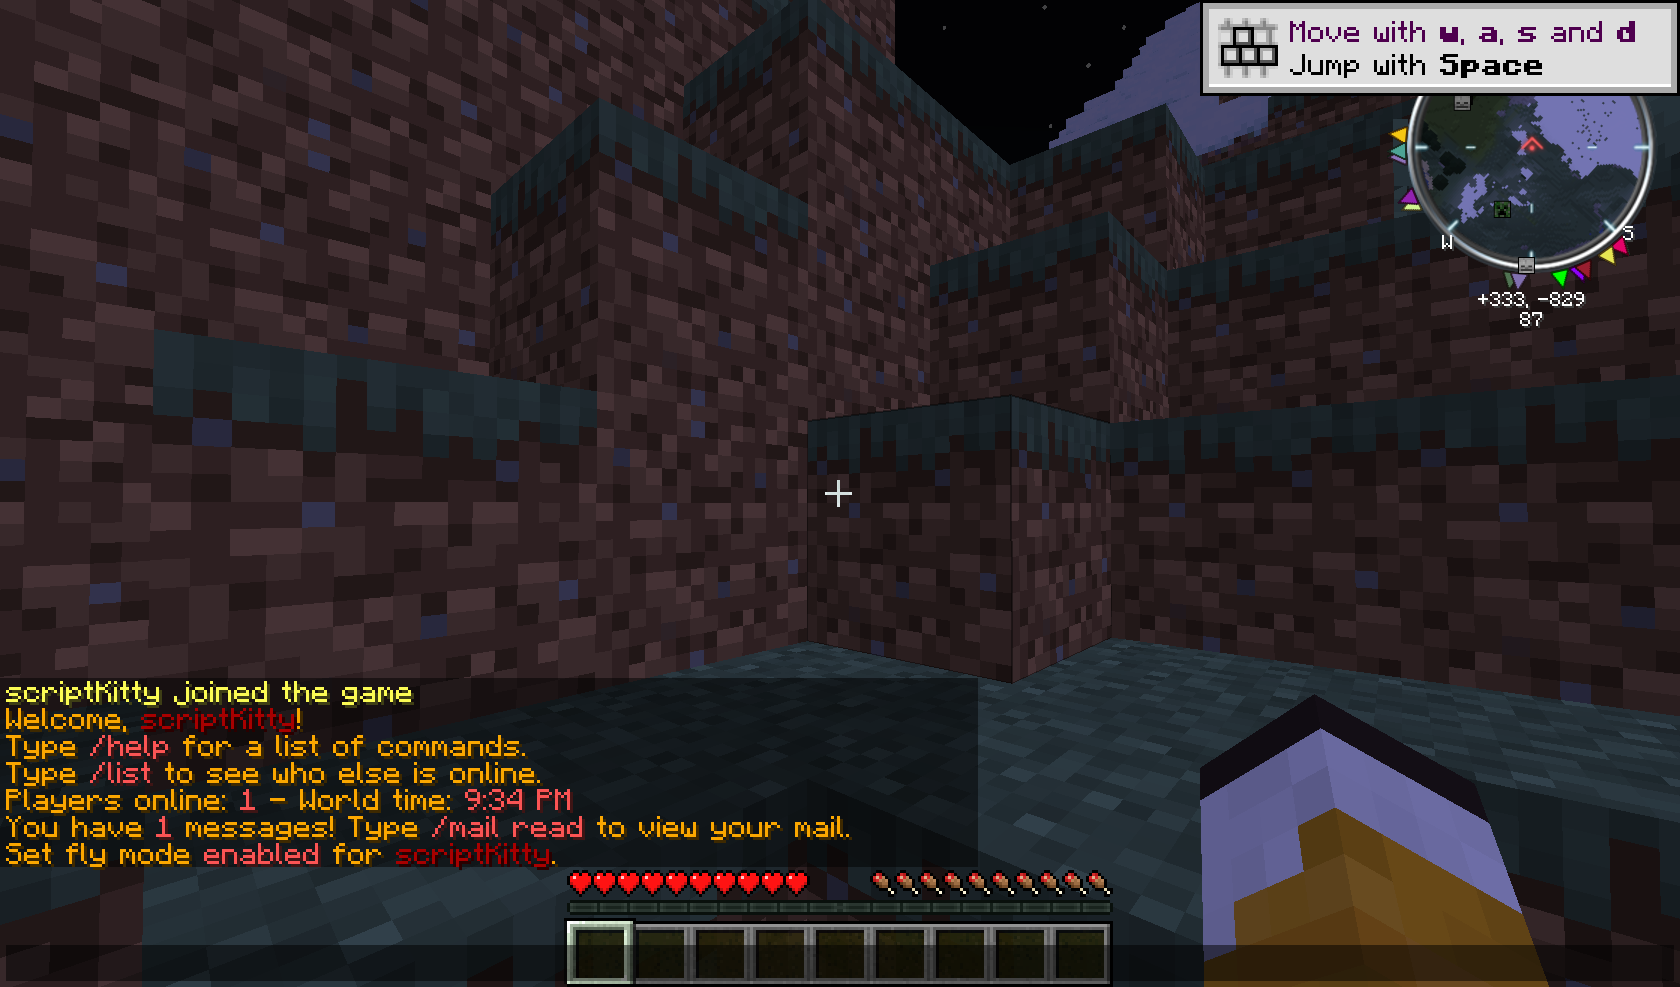 Move with w, a, s and d
Jump with Space
W
S
+333, -829
87
scriptKitty joined the game
Welcome, scriptKitty!
Type /help for a list of commands.
Type /list to see who else is online.
Players online: 1 - World time: 9:34 PM
You have 1 messages! Type /mail read to view your mail.
Set fly mode enabled for scriptKitty.